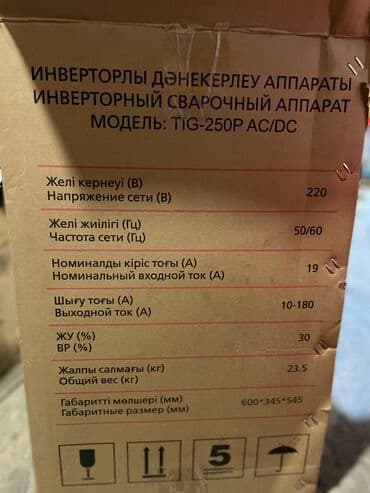 ИНВЕРТОРЛЫ ДӘНЕКЕРЛЕУ АППАРАТЫ
ИНВЕРТОРНЫЙ СВАРОЧНЫЙ АППАРАТ
МОДЕЛЬ: TIG-250P AC/DC
Желі кернеуі (В)
Напряжение сети (В) 220
Желі жиілігі (Гц)
Частота сети (Гц) 50/60
Номиналды кіріс тоғы (А)
Номинальный входной ток (А) 19
Шығу тоғы (А)
Выходной ток (А) 10-180
ЖУ (%)
ВР (%) 30
Жалпы салмағы (кг)
Общий вес (кг) 23.5
Габаритті мөлшері (мм)
Габаритные размер (мм) 600*345*545
5